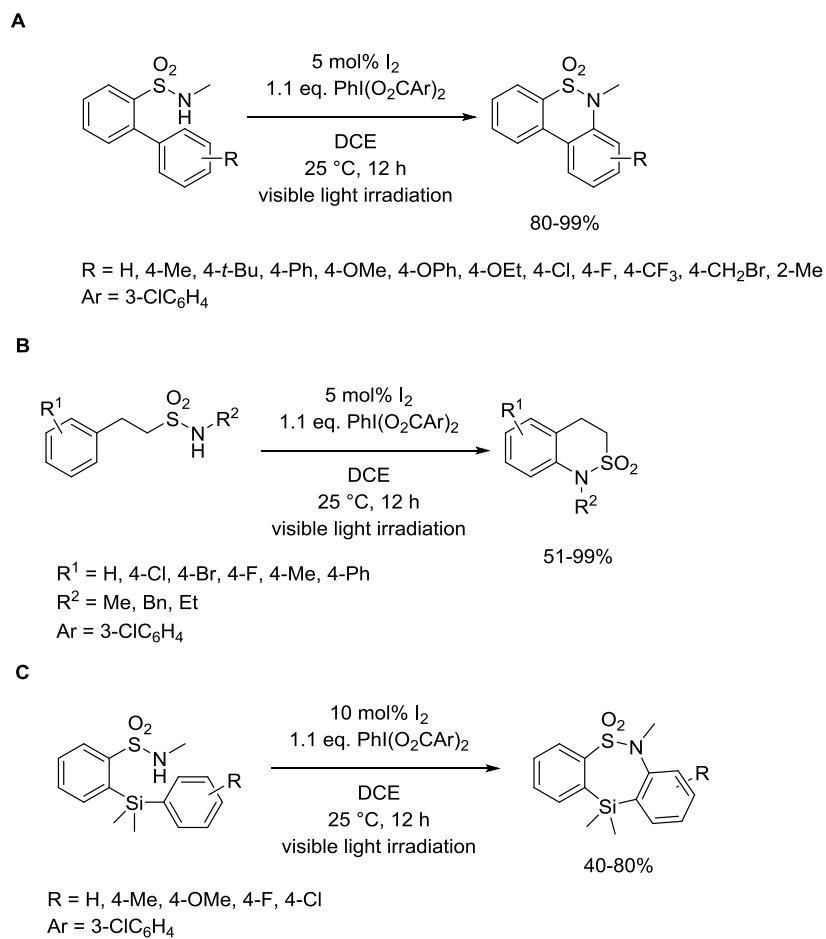 A
O₂
S
N
H
R
5 mol% I₂
1.1 eq. PhI(O₂CAr)₂
DCE
25 °C, 12 h
visible light irradiation
O₂
S
N
R
80-99%
R = H, 4-Me, 4-t-Bu, 4-Ph, 4-OMe, 4-OPh, 4-OEt, 4-Cl, 4-F, 4-CF₃, 4-CH₂Br, 2-Me
Ar = 3-ClC₆H₄
B
R¹
O₂
S
N
H
R²
5 mol% I₂
1.1 eq. PhI(O₂CAr)₂
DCE
25 °C, 12 h
visible light irradiation
R¹
SO₂
N
R²
51-99%
R¹ = H, 4-Cl, 4-Br, 4-F, 4-Me, 4-Ph
R² = Me, Bn, Et
Ar = 3-ClC₆H₄
C
O₂
S
N
H
Si
R
10 mol% I₂
1.1 eq. PhI(O₂CAr)₂
DCE
25 °C, 12 h
visible light irradiation
O₂
S
N
Si
R
40-80%
R = H, 4-Me, 4-OMe, 4-F, 4-Cl
Ar = 3-ClC₆H₄